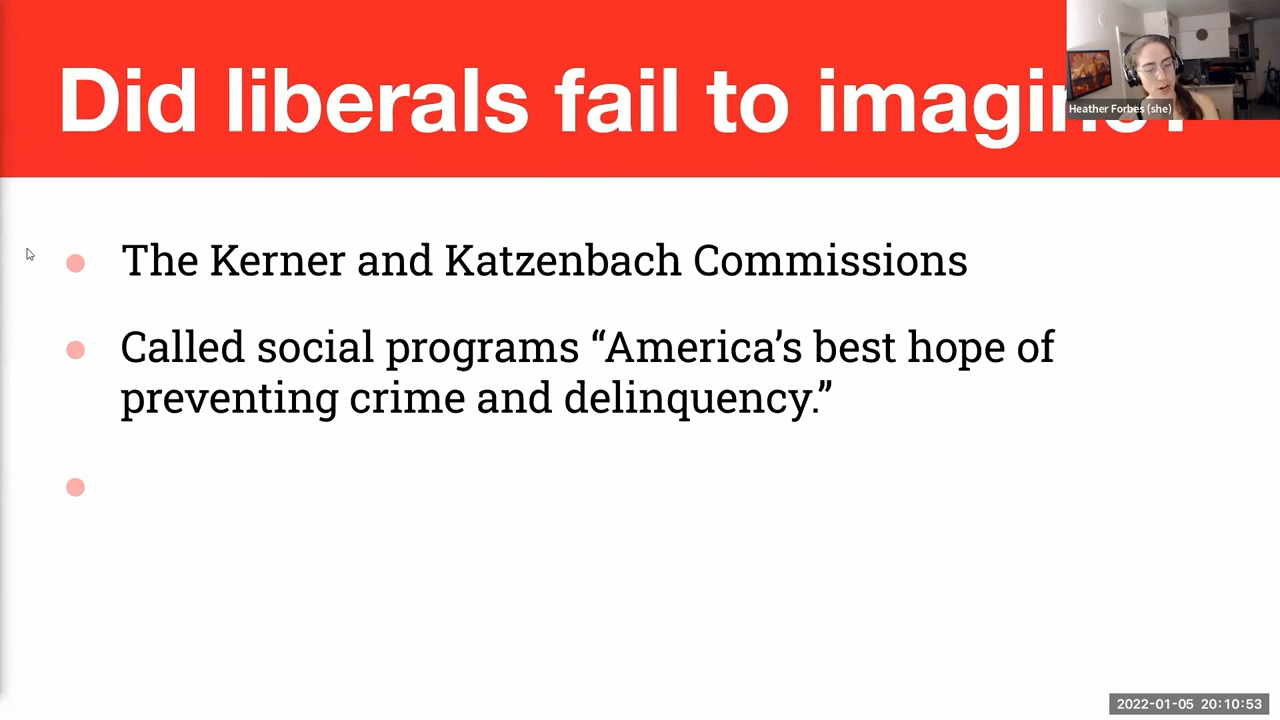 Did liberals fail to
Heather Forbes (she)
The Kerner and Katzenbach Commissions
Called social programs “America’s best hope of
preventing crime and delinquency.”
2022-01-05 20:10:53